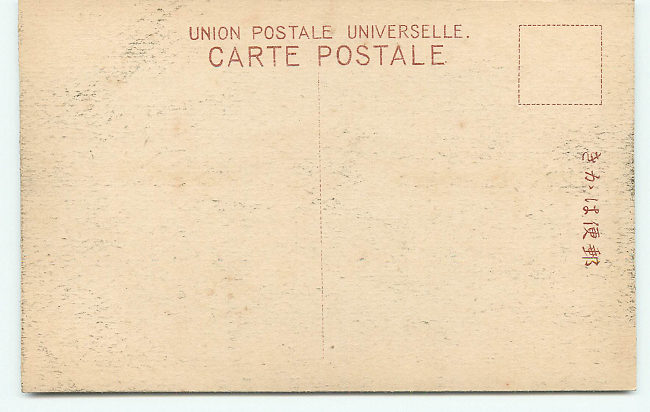 UNION POSTALE UNIVERSELLE.
CARTE POSTALE
きかは便郵